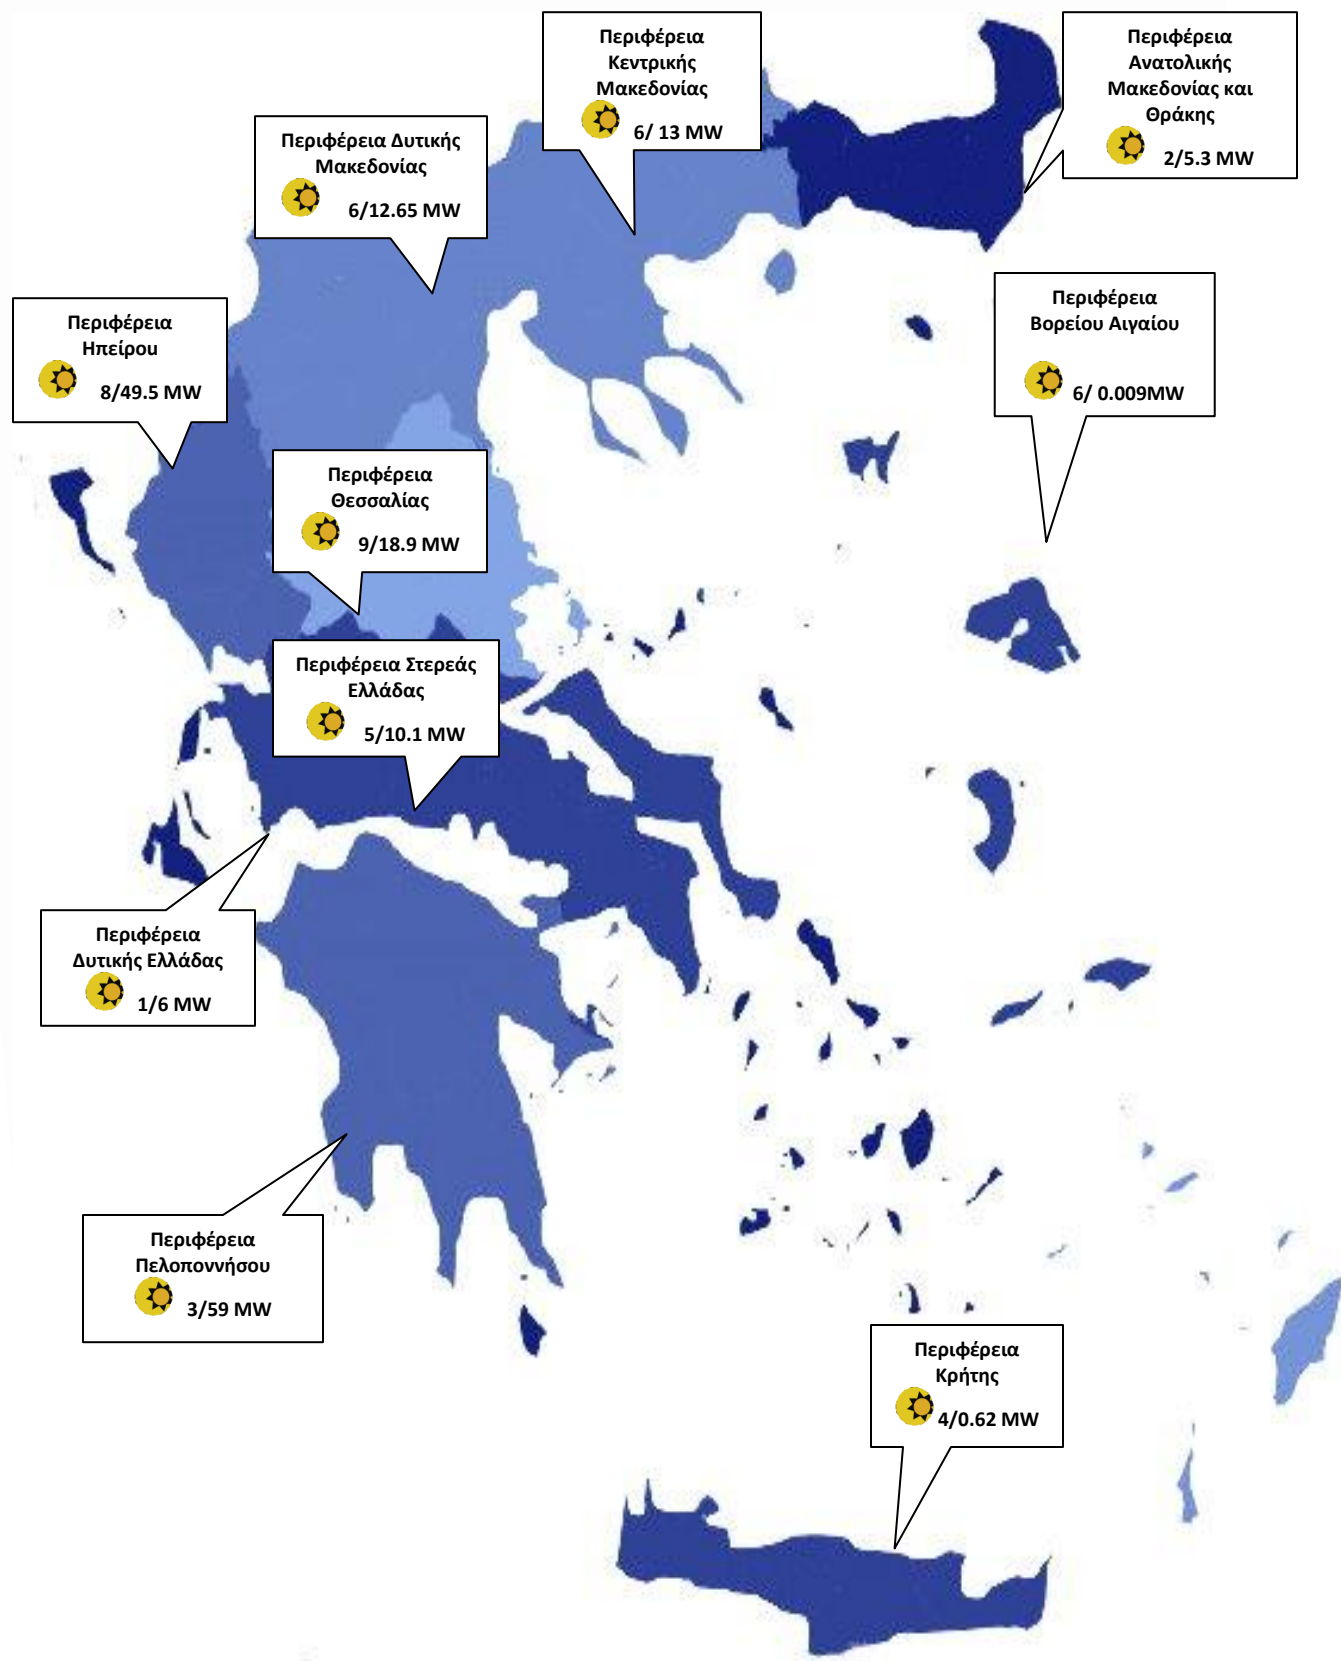 Περιφέρεια
Κεντρικής
Μακεδονίας
6/ 13 MW
Περιφέρεια
Ανατολικής
Μακεδονίας και
Θράκης
2/5.3 MW
Περιφέρεια Δυτικής
Μακεδονίας
6/12.65 MW
Περιφέρεια
Βορείου Αιγαίου
6/ 0.009MW
Περιφέρεια
Ηπείρου
8/49.5 MW
Περιφέρεια
Θεσσαλίας
9/18.9 MW
Περιφέρεια Στερεάς
Ελλάδας
5/10.1 MW
Περιφέρεια
Δυτικής Ελλάδας
1/6 MW
Περιφέρεια
Πελοποννήσου
3/59 MW
Περιφέρεια
Κρήτης
4/0.62 MW